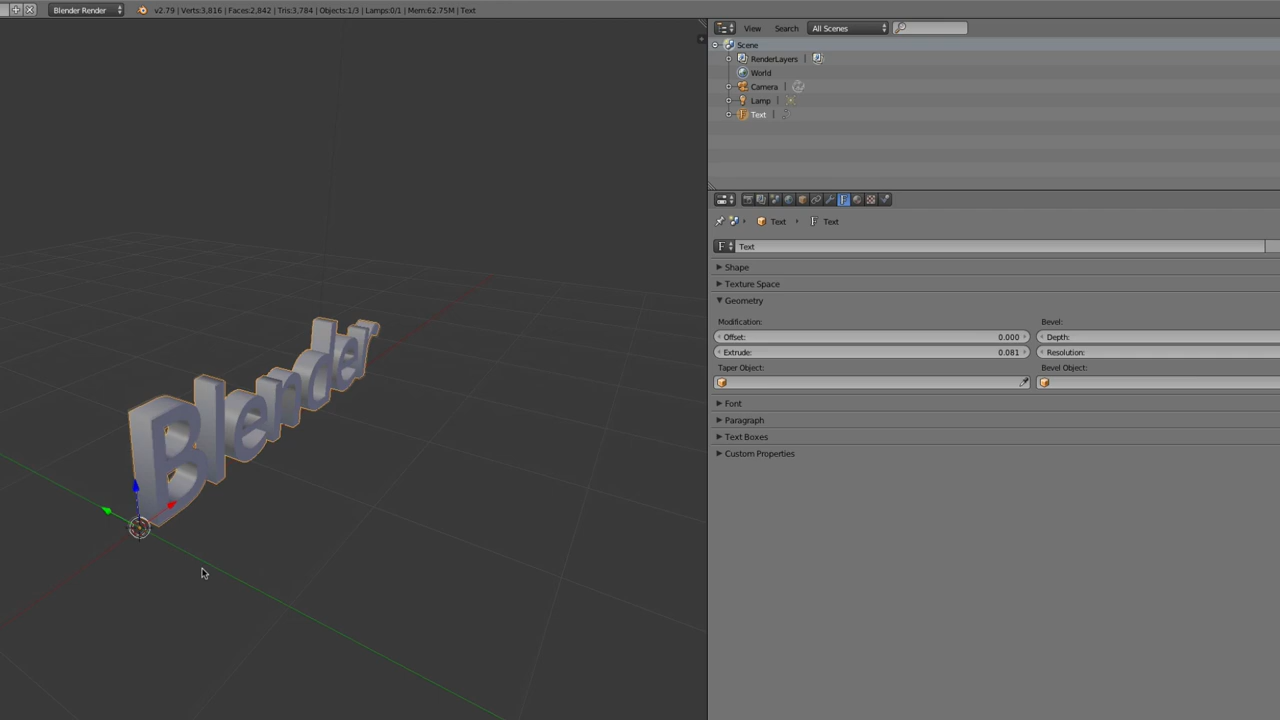 Blender Render
v2.79 | Verts:3,816 | Faces:2,842 | Tris:3,784 | Objects:1/3 | Lamps:0/1 | Mem:62.75M | Text
View
Search
All Scenes
Scene
RenderLayers |
World
Camera |
Lamp |
Text |
Text
Text
Text
Shape
Texture Space
Geometry
Modification:
Bevel:
Offset: 0.000
Depth:
Extrude: 0.081
Resolution:
Taper Object:
Bevel Object:
Font
Paragraph
Text Boxes
Custom Properties
Blender